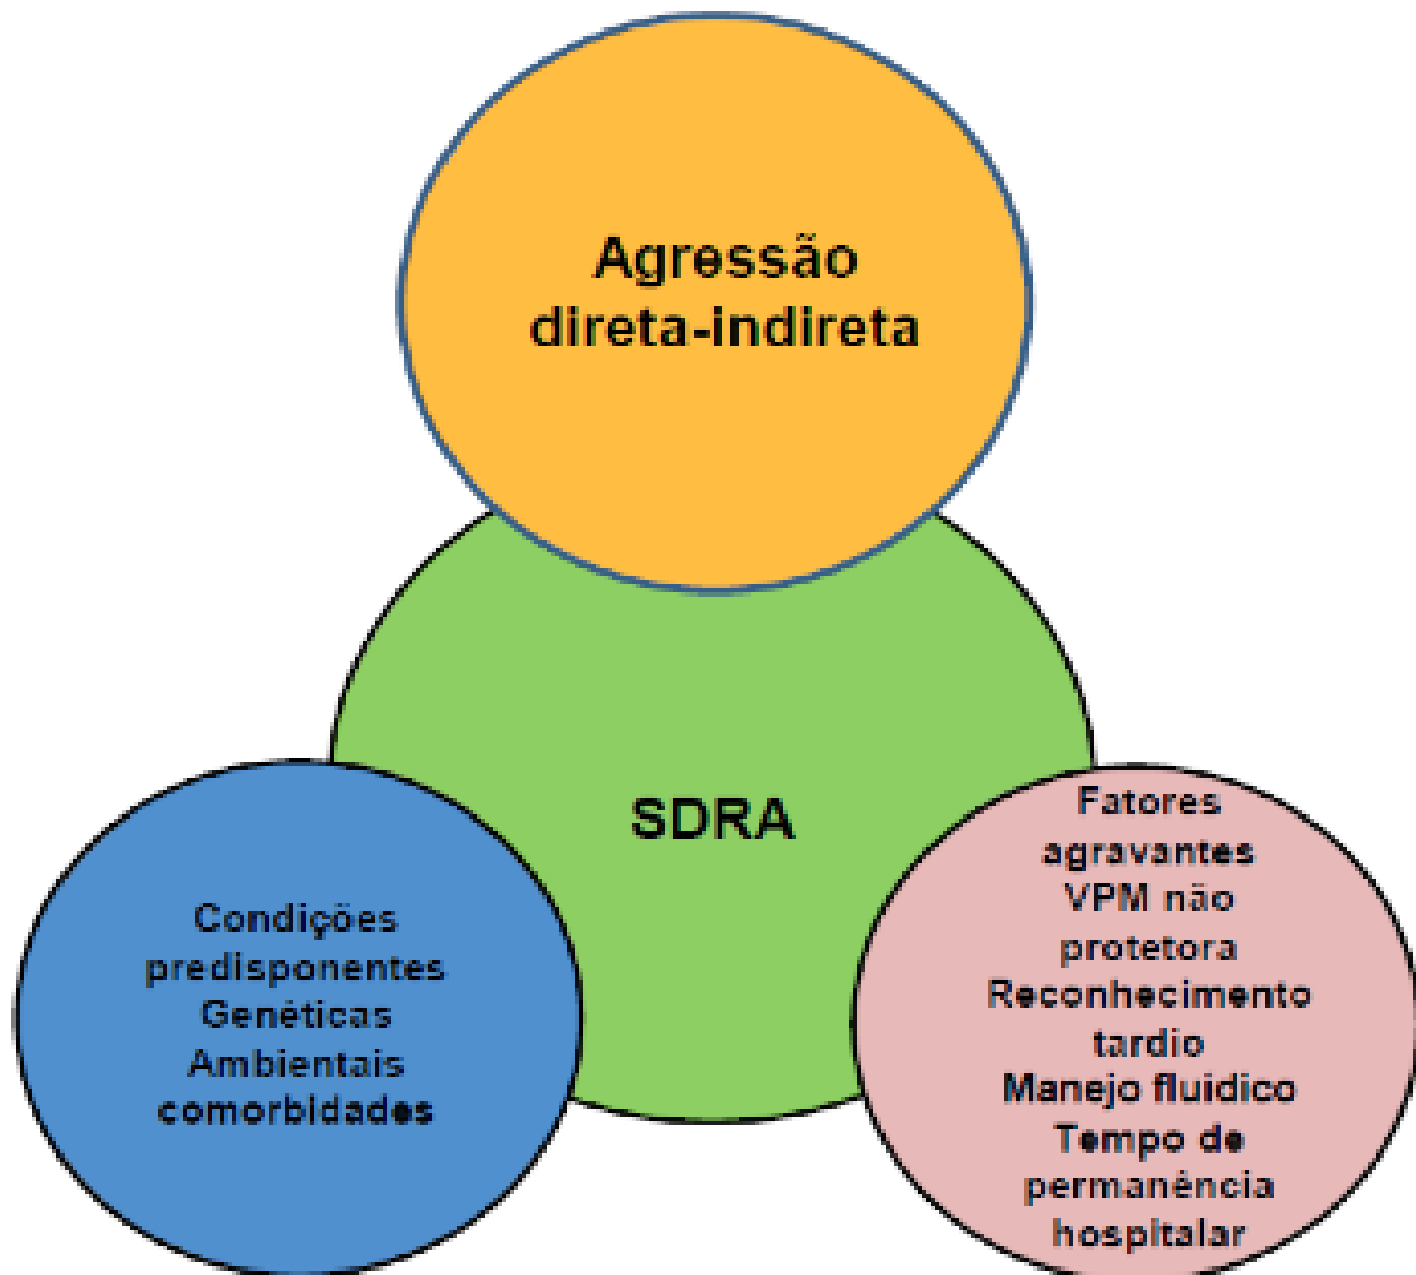 Agressão
direta-indireta
SDRA
Condições
predisponentes
Genéticas
Ambientais
comorbidades
Fatores
agravantes
VPM não
protetora
Reconhecimento
tardio
Manejo fluidico
Tempo de
permanência
hospitalar